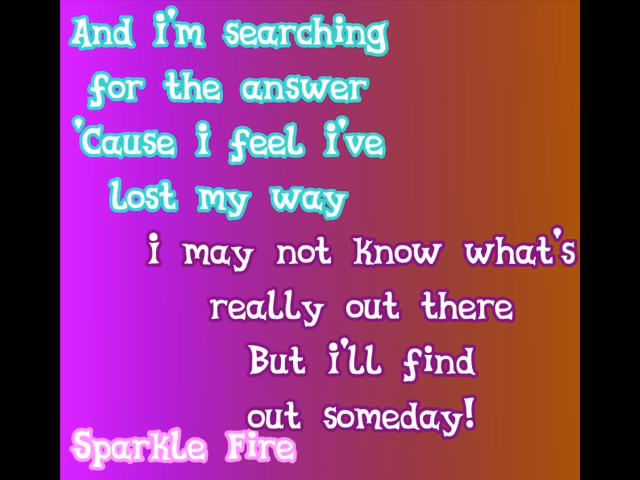 And i'm searching
for the answer
'Cause i feel i've
lost my way
i may not know what's
really out there
But i'll find
out someday!
Sparkle Fire